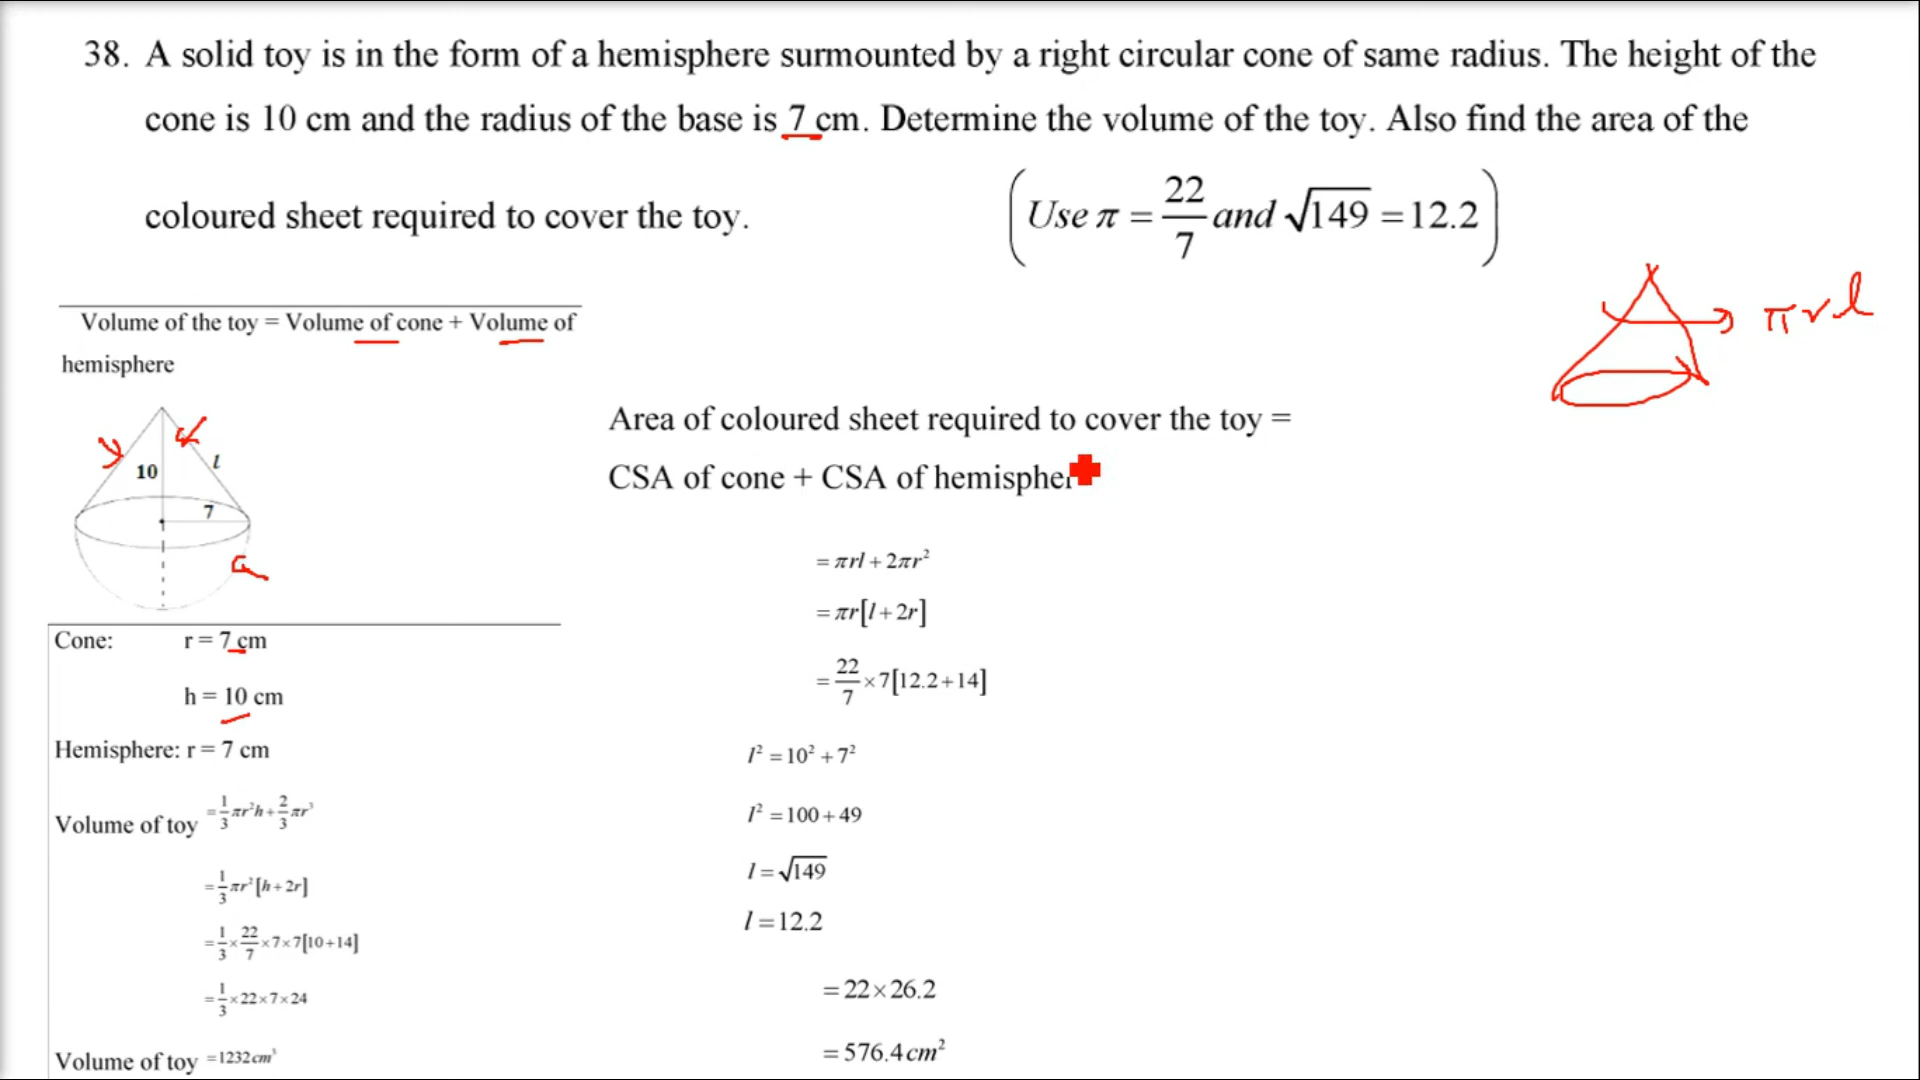 38. A solid toy is in the form of a hemisphere surmounted by a right circular cone of same radius. The height of the
cone is 10 cm and the radius of the base is 7 cm. Determine the volume of the toy. Also find the area of the
coloured sheet required to cover the toy. (Use π = 22/7 and √149 = 12.2)
πrl
Volume of the toy = Volume of cone + Volume of
hemisphere
10
l
7
Cone: r = 7 cm
h = 10 cm
Hemisphere: r = 7 cm
Volume of toy = 1/3 πr²h + 2/3 πr³
= 1/3 πr² [h + 2r]
= 1/3 × 22/7 × 7 × 7[10 + 14]
= 1/3 × 22 × 7 × 24
Volume of toy = 1232 cm³
Area of coloured sheet required to cover the toy =
CSA of cone + CSA of hemispher
= πrl + 2πr²
= πr[l + 2r]
= 22/7 × 7[12.2 + 14]
l² = 10² + 7²
l² = 100 + 49
l = √149
l = 12.2
= 22 × 26.2
= 576.4 cm²